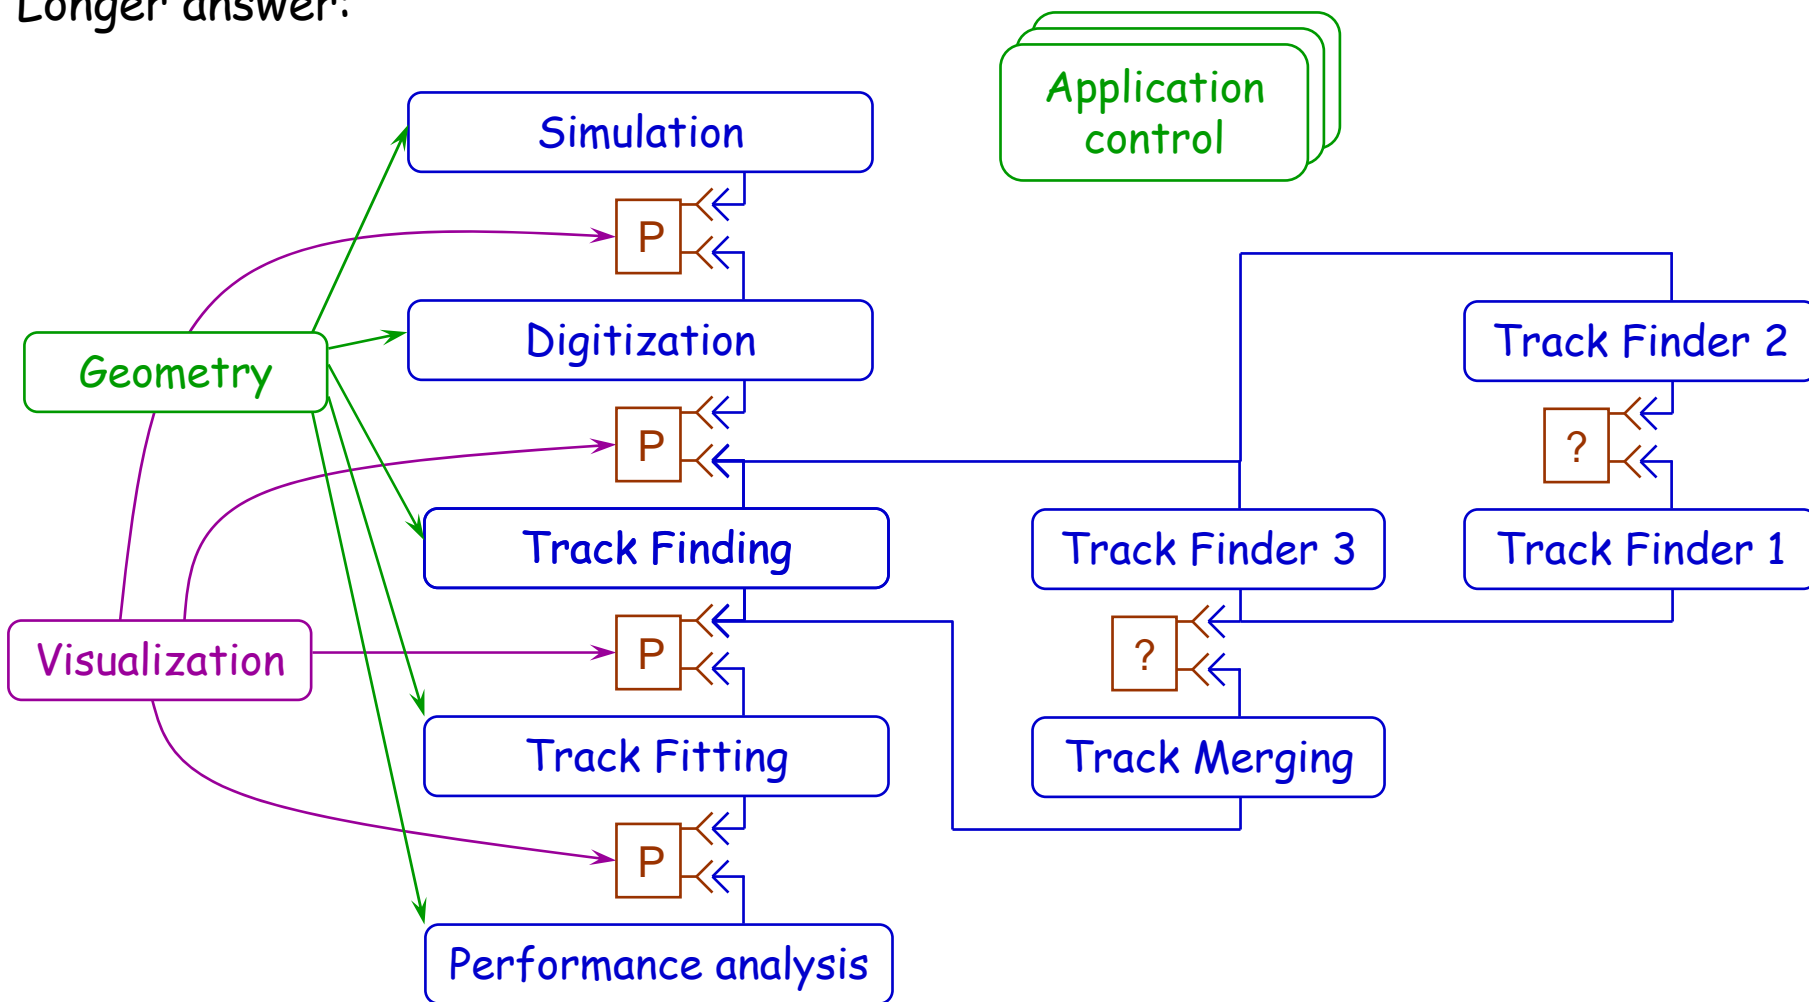 Longer answer:
Application
control
Simulation
P
Digitization
Track Finder 2
Geometry
P
?
Track Finding
Track Finder 3
Track Finder 1
Visualization
P
?
Track Fitting
Track Merging
P
Performance analysis